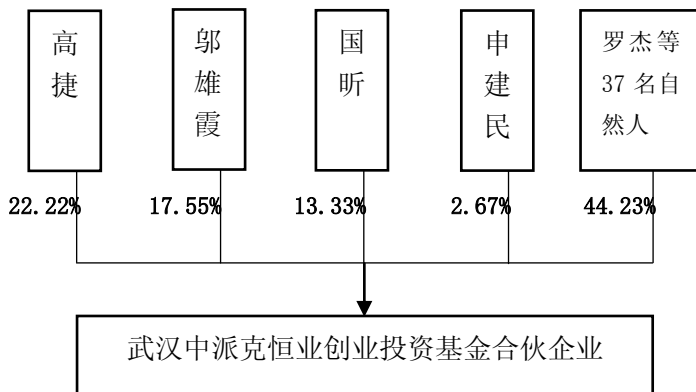 高捷
邬雄霞
国昕
申建民
罗杰等
37 名自
然人
22.22%
17.55%
13.33%
2.67%
44.23%
武汉中派克恒业创业投资基金合伙企业